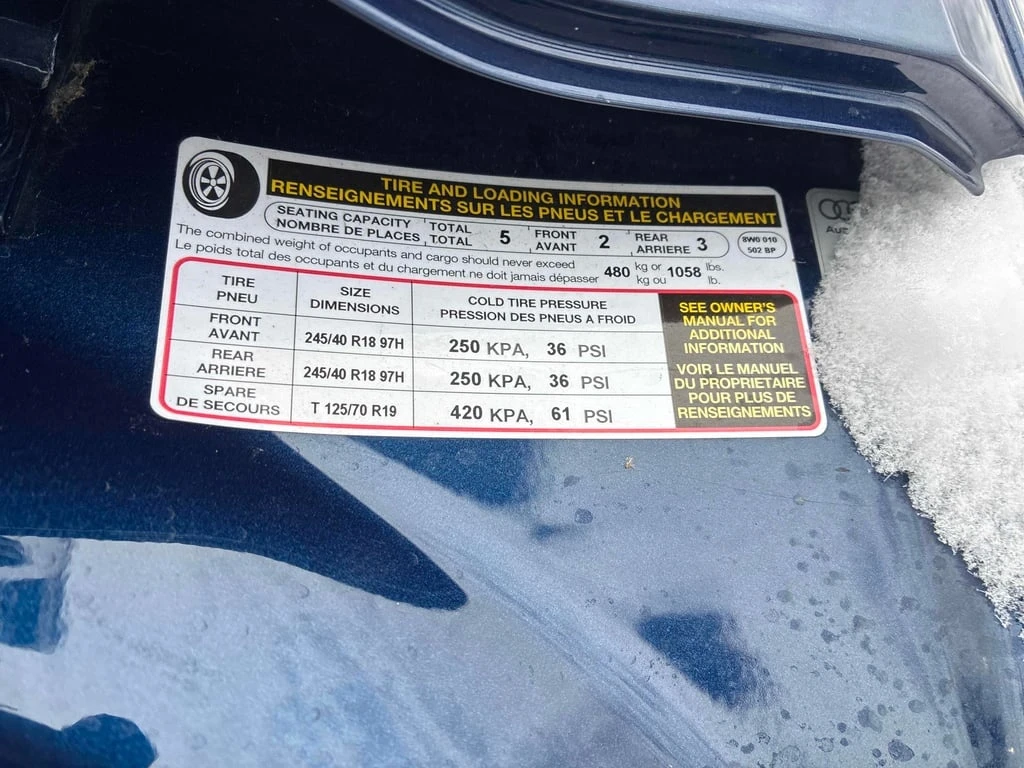 TIRE AND LOADING INFORMATION
RENSEIGNEMENTS SUR LES PNEUS ET LE CHARGEMENT
SEATING CAPACITY TOTAL 5 FRONT 2 REAR 3
NOMBRE DE PLACES TOTAL AVANT ARRIERE
8W0 010
502 BP
The combined weight of occupants and cargo should never exceed 480 kg or 1058 lbs.
Le poids total des occupants et du chargement ne doit jamais dépasser kg ou lb.
TIRE SIZE COLD TIRE PRESSURE
PNEU DIMENSIONS PRESSION DES PNEUS A FROID
FRONT
AVANT 245/40 R18 97H 250 KPA, 36 PSI
REAR
ARRIERE 245/40 R18 97H 250 KPA, 36 PSI
SPARE
DE SECOURS T 125/70 R19 420 KPA, 61 PSI
SEE OWNER'S
MANUAL FOR
ADDITIONAL
INFORMATION
VOIR LE MANUEL
DU PROPRIETAIRE
POUR PLUS DE
RENSEIGNEMENTS